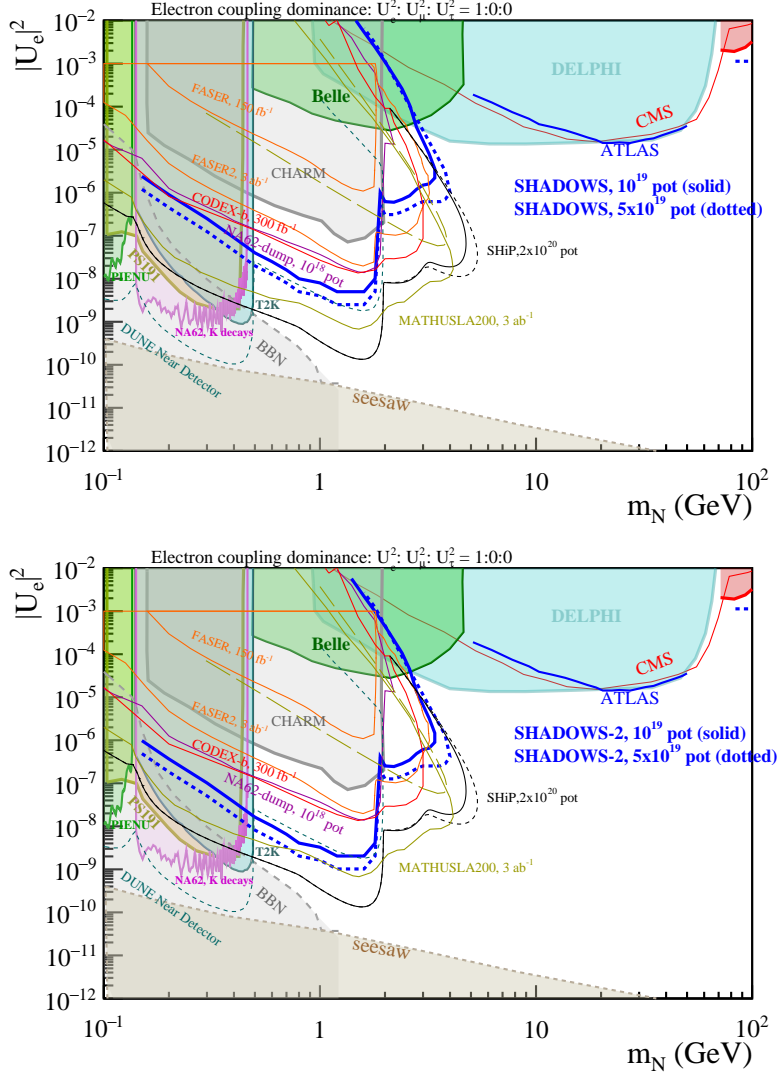 Electron coupling dominance: U²ₑ: U²_μ: U²_τ = 1:0:0
|Uₑ|²
10⁻²
10⁻³
10⁻⁴
10⁻⁵
10⁻⁶
10⁻⁷
10⁻⁸
10⁻⁹
10⁻¹⁰
10⁻¹¹
10⁻¹²
FASER, 150 fb⁻¹
Belle
DELPHI
CMS
ATLAS
FASER2, 3 ab⁻¹
CHARM
SHADOWS, 10¹⁹ pot (solid)
SHADOWS, 5x10¹⁹ pot (dotted)
CODEX-b, 300 fb⁻¹
NA62-dump, 10¹⁸ pot
SHiP,2x10²⁰ pot
PS191
PIENU
T2K
NA62, K decays
MATHUSLA200, 3 ab⁻¹
DUNE Near Detector
BBN
seesaw
10⁻¹ 1 10 10²
m_N (GeV)
Electron coupling dominance: U²ₑ: U²_μ: U²_τ = 1:0:0
|Uₑ|²
10⁻²
10⁻³
10⁻⁴
10⁻⁵
10⁻⁶
10⁻⁷
10⁻⁸
10⁻⁹
10⁻¹⁰
10⁻¹¹
10⁻¹²
FASER, 150 fb⁻¹
Belle
DELPHI
CMS
ATLAS
FASER2, 3 ab⁻¹
CHARM
SHADOWS-2, 10¹⁹ pot (solid)
SHADOWS-2, 5x10¹⁹ pot (dotted)
CODEX-b, 300 fb⁻¹
NA62-dump, 10¹⁸ pot
SHiP,2x10²⁰ pot
PS191
PIENU
T2K
NA62, K decays
MATHUSLA200, 3 ab⁻¹
DUNE Near Detector
BBN
seesaw
10⁻¹ 1 10 10²
m_N (GeV)